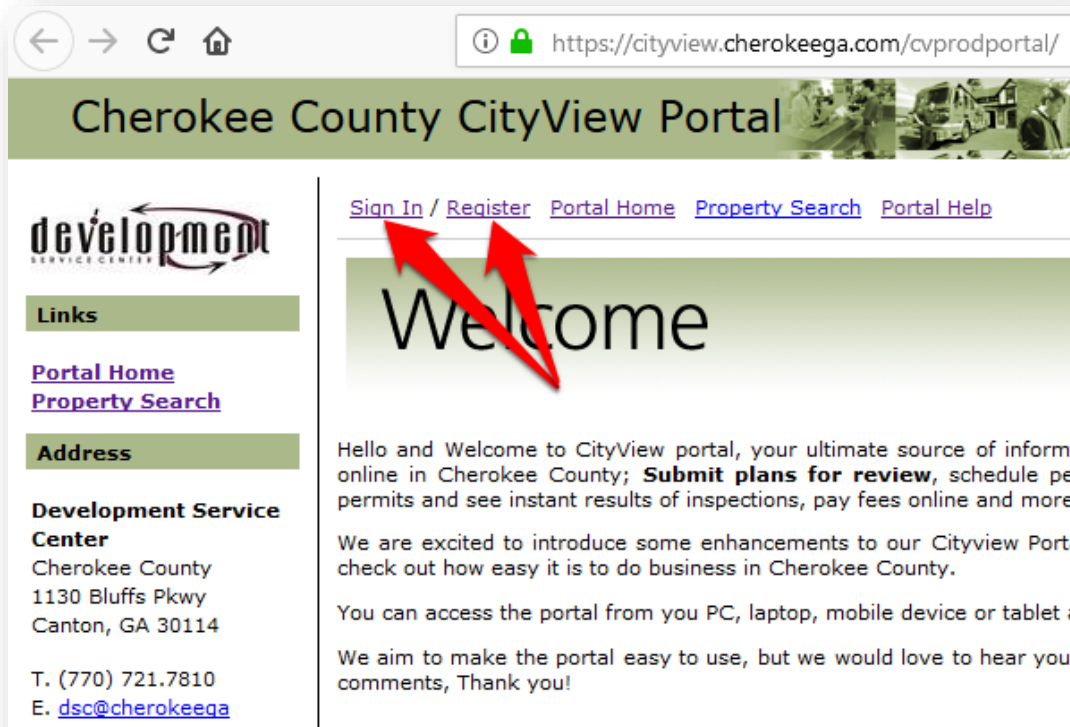 https://cityview.cherokeega.com/cvprodportal/
Cherokee County CityView Portal
development
SERVICE CENTER
Links
Portal Home
Property Search
Address
Development Service
Center
Cherokee County
1130 Bluffs Pkwy
Canton, GA 30114
T. (770) 721.7810
E. dsc@cherokeega
Sign In / Register Portal Home Property Search Portal Help
Welcome
Hello and Welcome to CityView portal, your ultimate source of inform
online in Cherokee County; Submit plans for review, schedule pe
permits and see instant results of inspections, pay fees online and more
We are excited to introduce some enhancements to our Cityview Port
check out how easy it is to do business in Cherokee County.
You can access the portal from you PC, laptop, mobile device or tablet a
We aim to make the portal easy to use, but we would love to hear you
comments, Thank you!